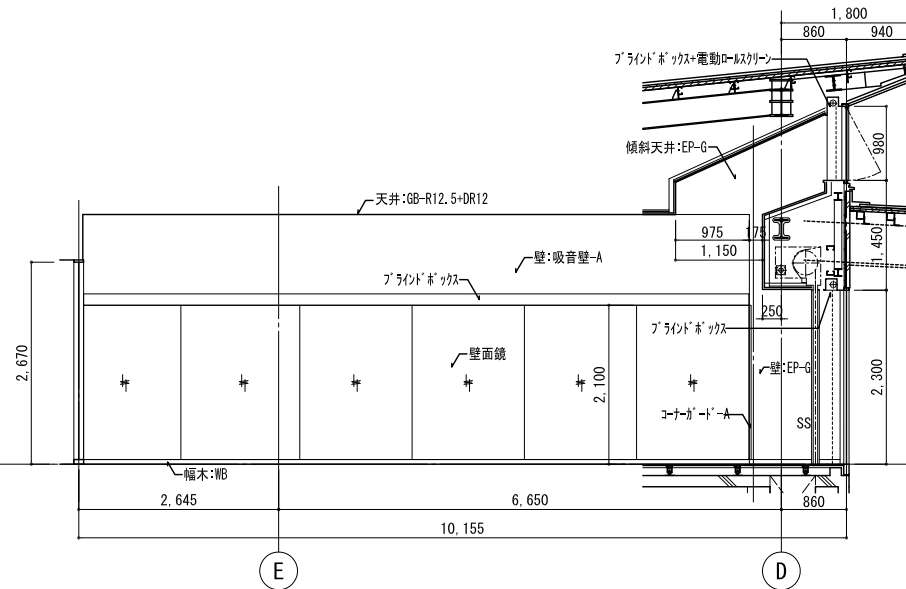 1,800
860
940
ブラインドボックス+電動ロールスクリーン
傾斜天井:EP-G
980
天井:GB-R12.5+DR12
975
175
1,150
1,450
壁:吸音壁-A
ブラインドボックス
250
ブラインドボックス
2,670
壁面鏡
2,100
壁:EP-G
2,300
コーナーガード-A
SS
幅木:WB
2,645
6,650
860
10,155
E
D